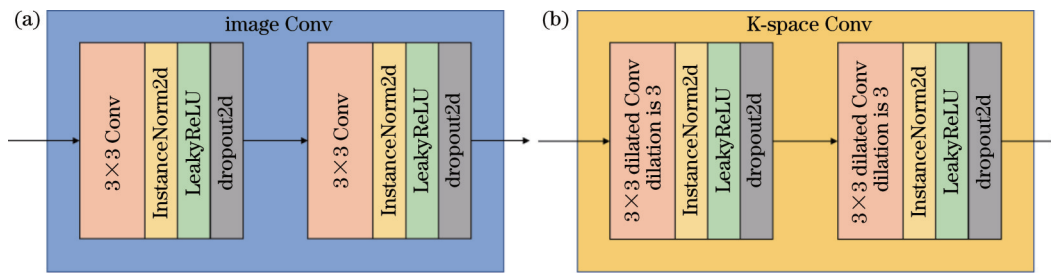 (a)
image Conv
3×3 Conv
InstanceNorm2d
LeakyReLU
dropout2d
3×3 Conv
InstanceNorm2d
LeakyReLU
dropout2d
(b)
K-space Conv
3×3 dilated Conv
dilation is 3
InstanceNorm2d
LeakyReLU
dropout2d
3×3 dilated Conv
dilation is 3
InstanceNorm2d
LeakyReLU
dropout2d